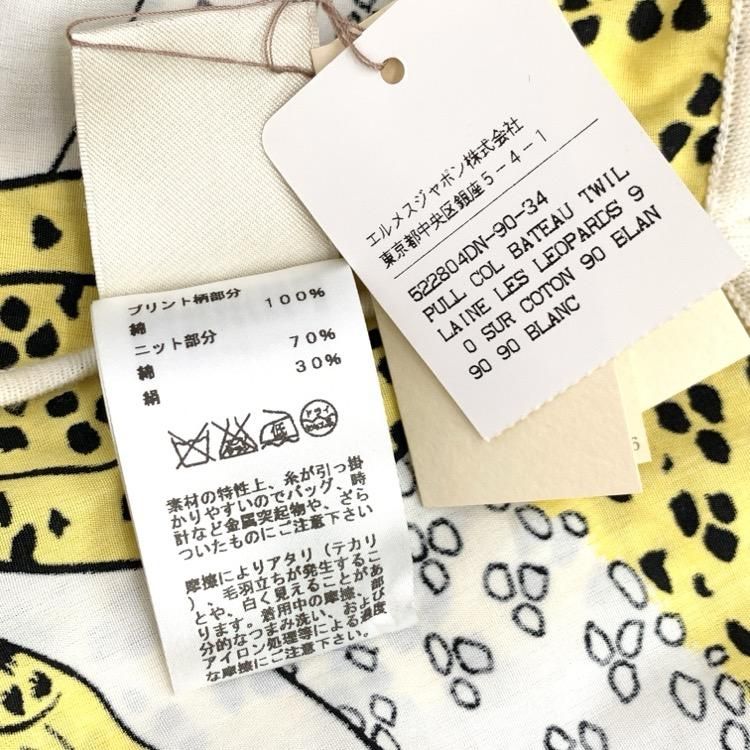 エルメスジャポン株式会社
東京都中央区銀座5-4-1
522804DN-90-34
PULL COL BATEAU TWIL
LAINE LES LEOPARDS 9
0 SUR COTON 90 BLAN
90 90 BLANC
6
プリント柄部分
綿 100%
ニット部分
綿 70%
絹 30%
低
素材の特性上、糸が引っ掛
かりやすいのでバッグ、時
計など金属突起物や、ざら
ついたものにご注意下さい
摩擦によりアタリ(テカリ
)、毛羽立ちが発生するこ
とや、白く見えることがあ
ります。着用中の摩擦、部
分的なつまみ洗い、および
アイロン処理等による過度
な摩擦にご注意下さい